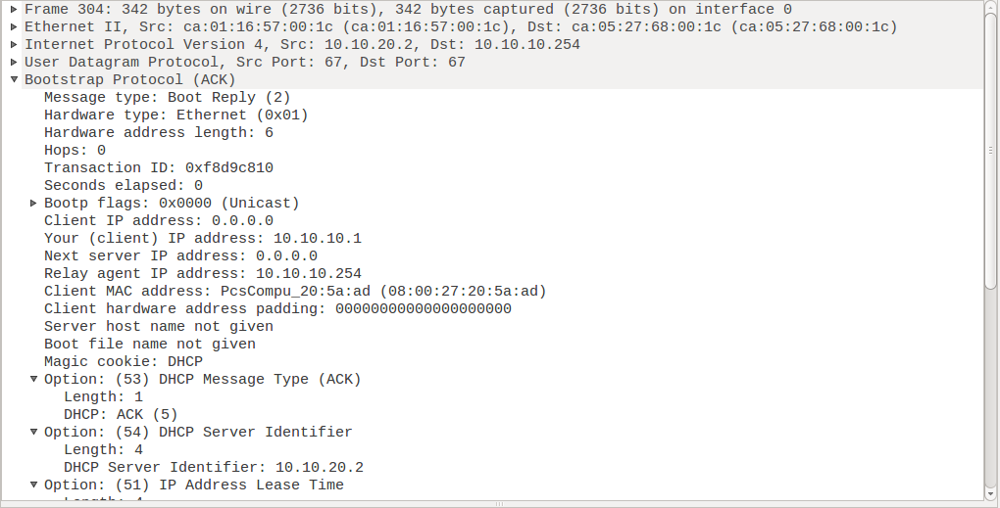 Frame 304: 342 bytes on wire (2736 bits), 342 bytes captured (2736 bits) on interface 0
Ethernet II, Src: ca:01:16:57:00:1c (ca:01:16:57:00:1c), Dst: ca:05:27:68:00:1c (ca:05:27:68:00:1c)
Internet Protocol Version 4, Src: 10.10.20.2, Dst: 10.10.10.254
User Datagram Protocol, Src Port: 67, Dst Port: 67
Bootstrap Protocol (ACK)
Message type: Boot Reply (2)
Hardware type: Ethernet (0x01)
Hardware address length: 6
Hops: 0
Transaction ID: 0xf8d9c810
Seconds elapsed: 0
Bootp flags: 0x0000 (Unicast)
Client IP address: 0.0.0.0
Your (client) IP address: 10.10.10.1
Next server IP address: 0.0.0.0
Relay agent IP address: 10.10.10.254
Client MAC address: PcsCompu_20:5a:ad (08:00:27:20:5a:ad)
Client hardware address padding: 00000000000000000000
Server host name not given
Boot file name not given
Magic cookie: DHCP
Option: (53) DHCP Message Type (ACK)
Length: 1
DHCP: ACK (5)
Option: (54) DHCP Server Identifier
Length: 4
DHCP Server Identifier: 10.10.20.2
Option: (51) IP Address Lease Time
Length: 4